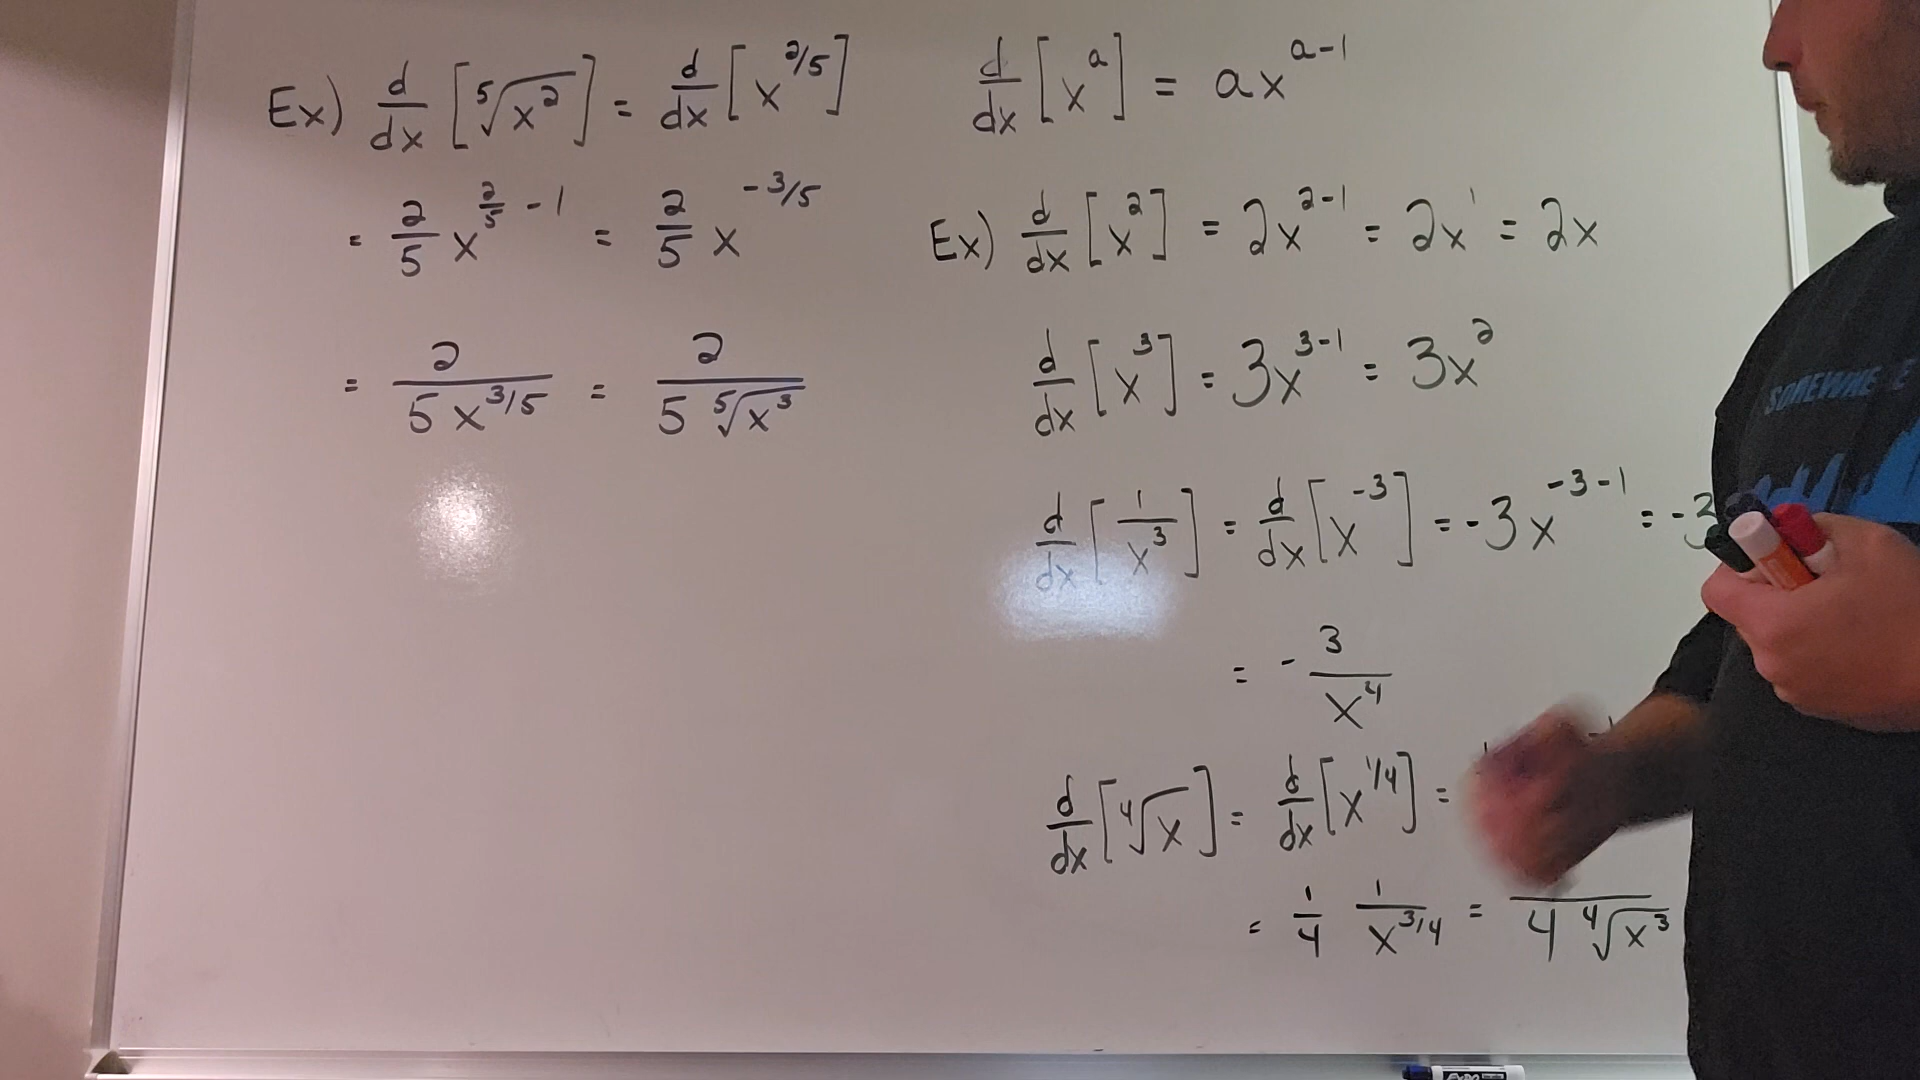 Ex) d/dx [⁵√x²] = d/dx [x^(2/5)]
= 2/5 x^(2/5 - 1) = 2/5 x^(-3/5)
= 2/(5 x^(3/5)) = 2/(5 ⁵√x³)
d/dx [x^a] = ax^(a-1)
Ex) d/dx [x²] = 2x^(2-1) = 2x^1 = 2x
d/dx [x³] = 3x^(3-1) = 3x²
d/dx [1/x³] = d/dx [x^(-3)] = -3x^(-3-1) = -3
= - 3/x⁴
d/dx [⁴√x] = d/dx [x^(1/4)] =
= 1/4 1/x^(3/4) = 4 ⁴√x³